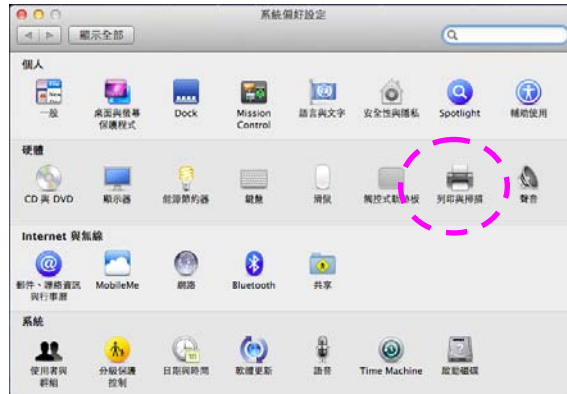 系統偏好設定
顯示全部
個人
一般
桌面與螢幕
保護程式
Dock
Mission
Control
語言與文字
安全性與隱私
Spotlight
輔助使用
硬體
CD 與 DVD
顯示器
能源節約器
鍵盤
滑鼠
觸控式軌跡板
列印與掃描
聲音
Internet 與無線
郵件、聯絡資訊
與行事曆
MobileMe
網路
Bluetooth
共享
系統
使用者與
群組
分級保護
控制
日期與時間
軟體更新
語音
Time Machine
啟動磁碟